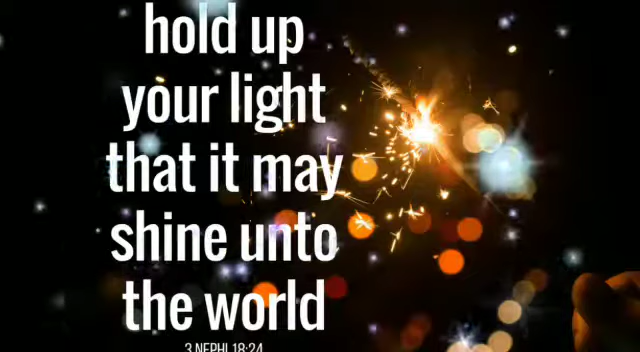 hold up
your light
that it may
shine unto
the world
3 NEPHI 18:24